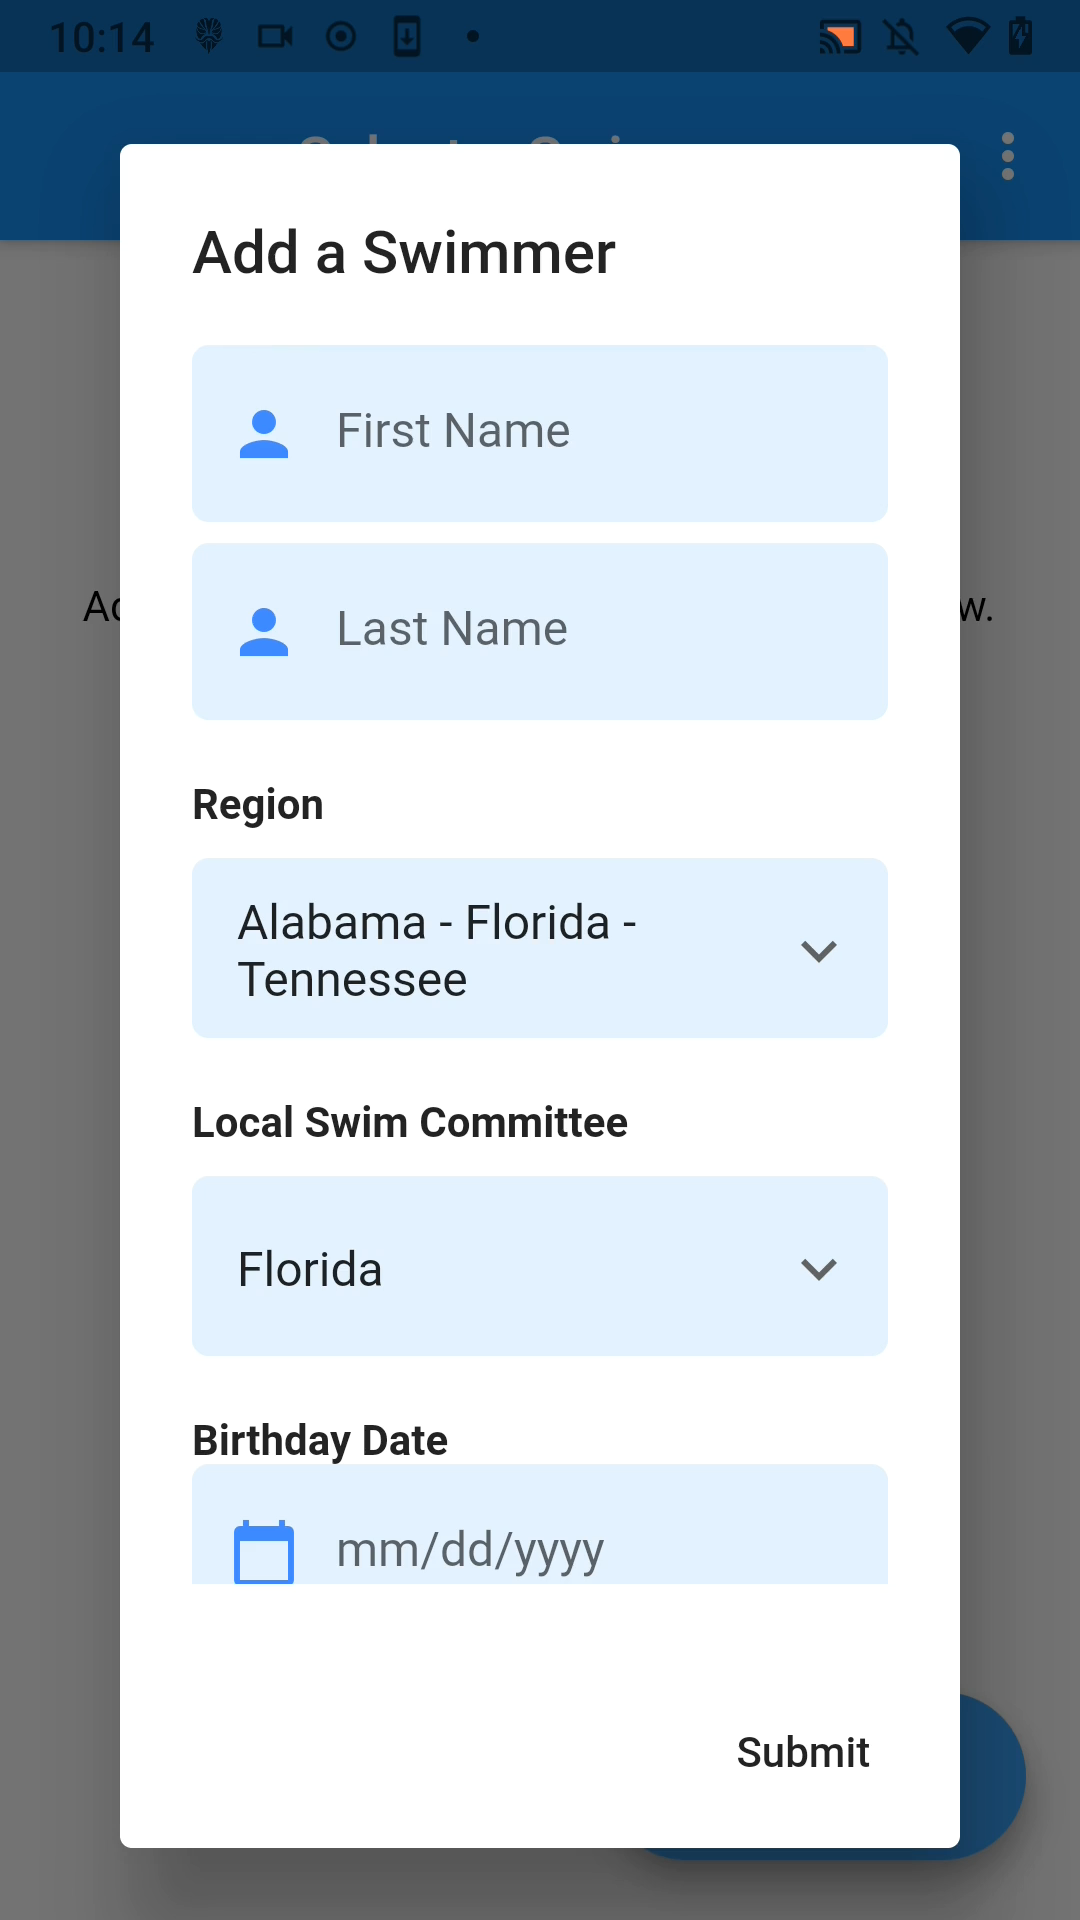 10:14
Add a Swimmer
First Name
Last Name
Region
Alabama - Florida -
Tennessee
Local Swim Committee
Florida
Birthday Date
mm/dd/yyyy
Submit